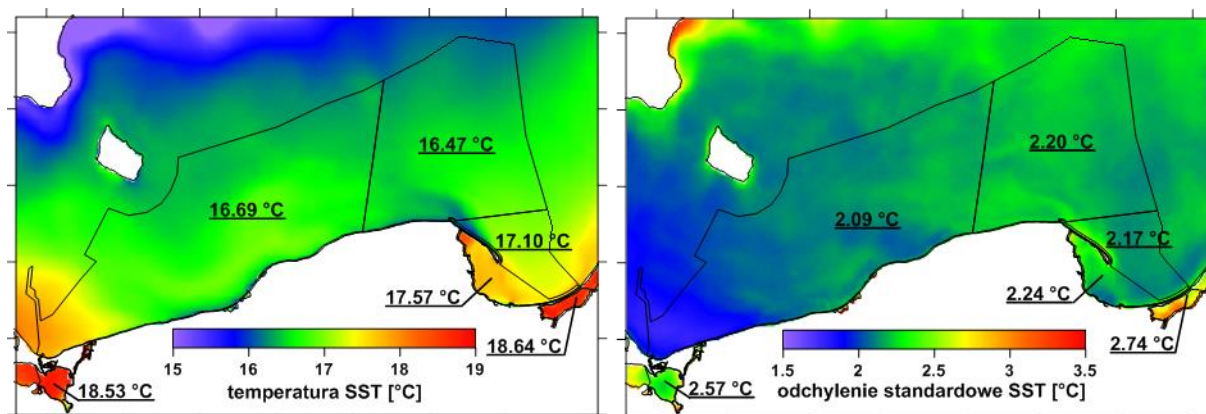 16.47 °C
16.69 °C
17.10 °C
17.57 °C
18.64 °C
18.53 °C
15 16 17 18 19
temperatura SST [°C]
2.20 °C
2.09 °C
2.17 °C
2.24 °C
2.74 °C
2.57 °C
1.5 2 2.5 3 3.5
odchylenie standardowe SST [°C]